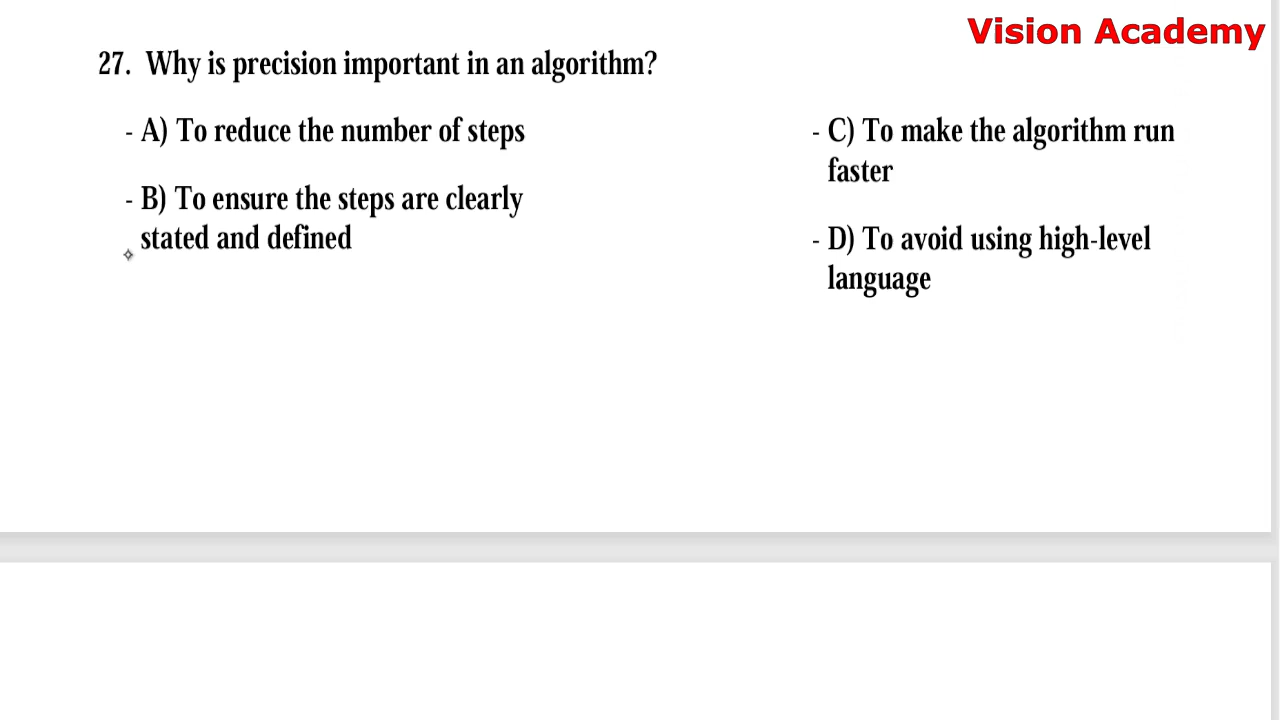 Vision Academy
27. Why is precision important in an algorithm?
- A) To reduce the number of steps
- B) To ensure the steps are clearly
stated and defined
- C) To make the algorithm run
faster
- D) To avoid using high-level
language